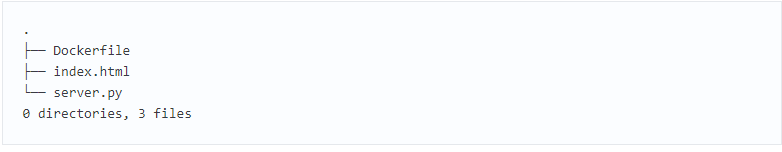 .
├── Dockerfile
├── index.html
└── server.py
0 directories, 3 files